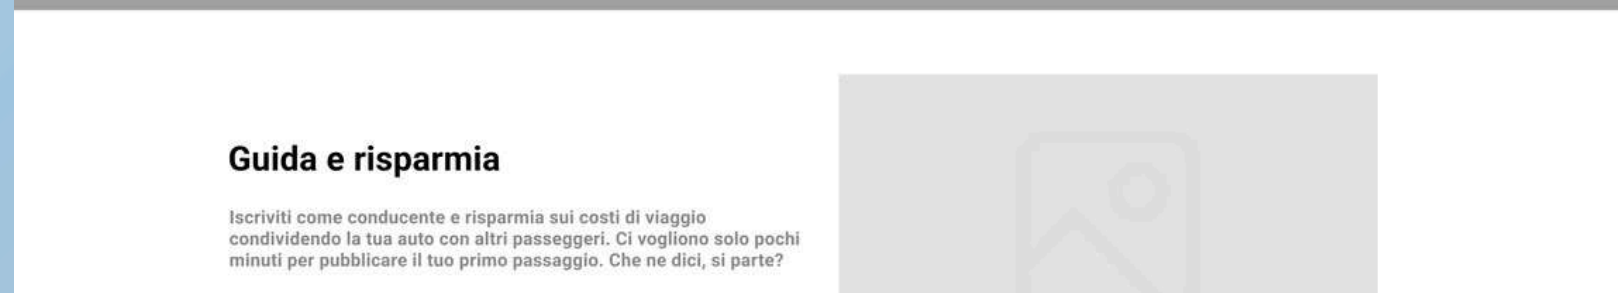 Guida e risparmia
Iscriviti come conducente e risparmia sui costi di viaggio
condividendo la tua auto con altri passeggeri. Ci vogliono solo pochi
minuti per pubblicare il tuo primo passaggio. Che ne dici, si parte?